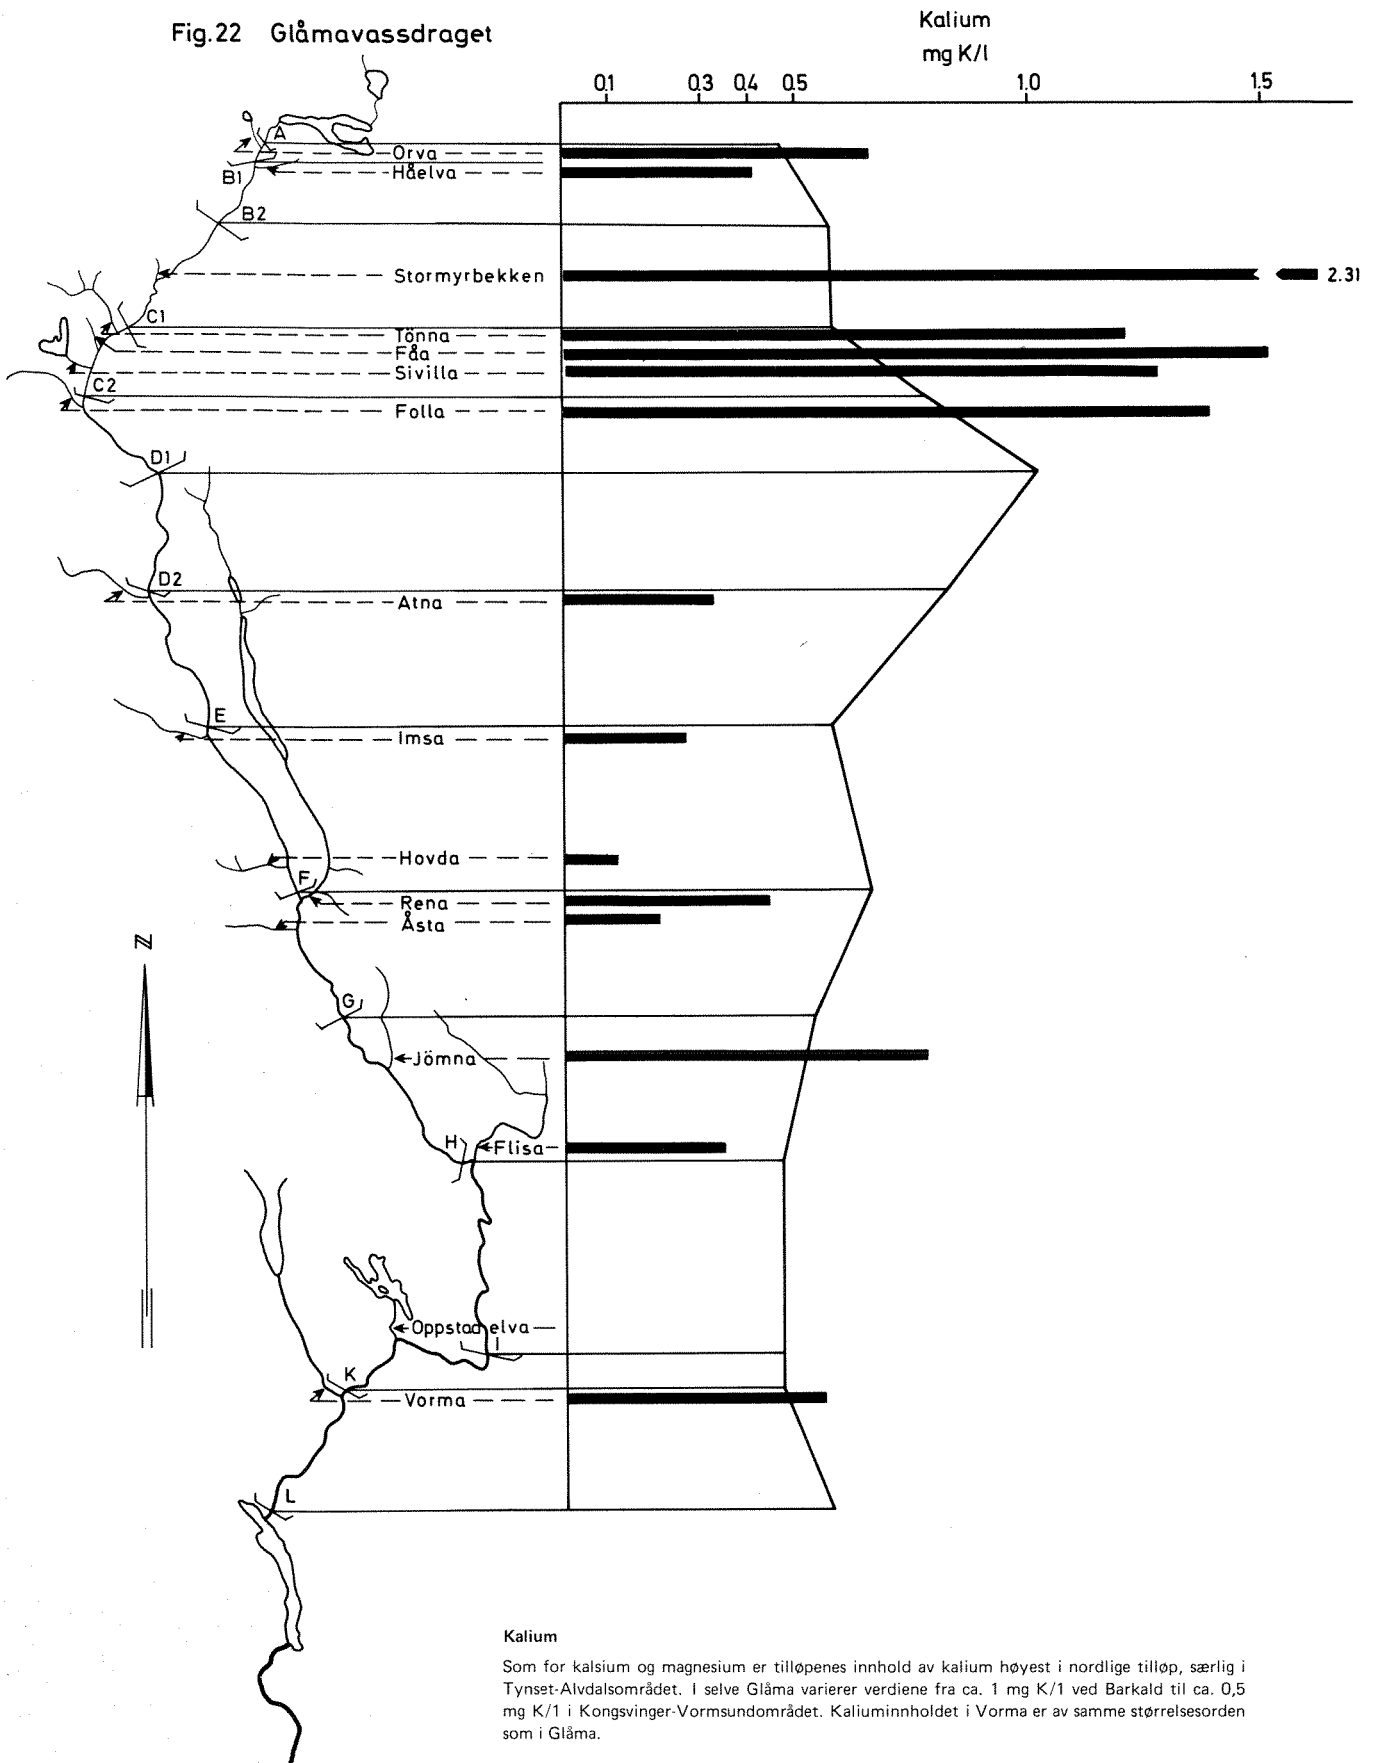 Fig.22 Glåmavassdraget
Kalium
mg K/l
0.1 0.3 0.4 0.5 1.0 1.5
A
Orva
B1
Håelva
B2
Stormyrbekken
2.31
C1
Tönna
Fåa
Sivilla
C2
Folla
D1
D2
Atna
E
Imsa
Hovda
F
Rena
Åsta
N
G
Jömna
H
Flisa
Oppstadelva
I
K
Vorma
L
Kalium
Som for kalsium og magnesium er tilløpenes innhold av kalium høyest i nordlige tilløp, særlig i
Tynset-Alvdalsområdet. I selve Glåma varierer verdiene fra ca. 1 mg K/1 ved Barkald til ca. 0,5
mg K/1 i Kongsvinger-Vormsundområdet. Kaliuminnholdet i Vorma er av samme størrelsesorden
som i Glåma.